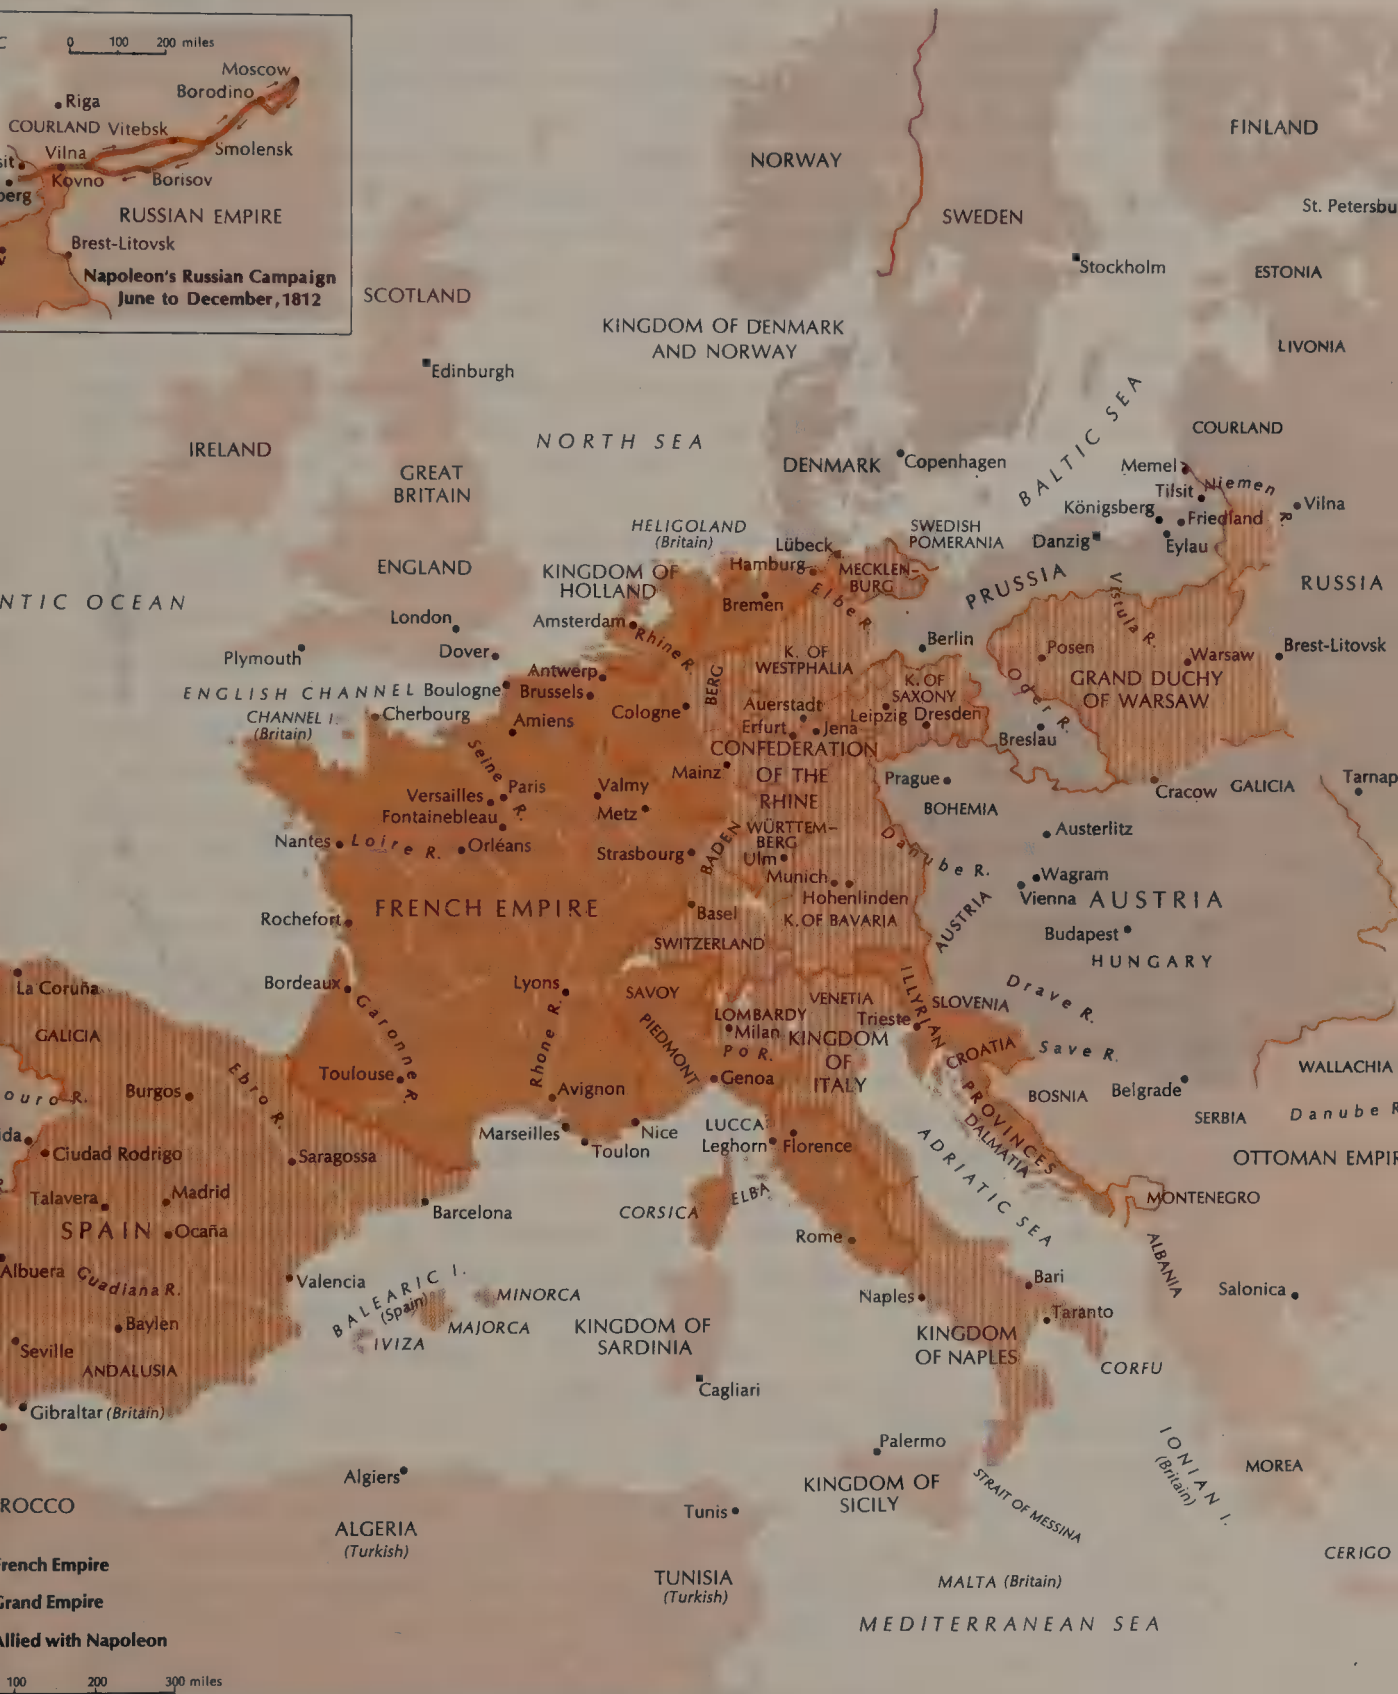 0 100 200 miles
Moscow
Borodino
Riga
COURLAND
Vitebsk
Smolensk
Vilna
Kovno
Borisov
RUSSIAN EMPIRE
Brest-Litovsk
Napoleon's Russian Campaign
June to December, 1812
NORWAY
SWEDEN
FINLAND
St. Petersbu
Stockholm
ESTONIA
LIVONIA
SCOTLAND
KINGDOM OF DENMARK
AND NORWAY
Edinburgh
IRELAND
NORTH SEA
GREAT
BRITAIN
DENMARK
Copenhagen
BALTIC SEA
COURLAND
Memel
Tilsit
Niemen R.
Königsberg
Friedland
Vilna
HELIGOLAND
(Britain)
SWEDISH
POMERANIA
Danzig
Eylau
Lübeck
Hamburg
MECKLEN-
BURG
ENGLAND
KINGDOM OF
HOLLAND
Bremen
Elbe R.
PRUSSIA
Vistula R.
RUSSIA
NTIC OCEAN
London
Amsterdam
Rhine R.
Berlin
Posen
Warsaw
Brest-Litovsk
Plymouth
Dover
Antwerp
BERG
K. OF
WESTPHALIA
K. OF
SAXONY
Oder R.
GRAND DUCHY
OF WARSAW
ENGLISH CHANNEL
Boulogne
Brussels
CHANNEL I.
(Britain)
Cherbourg
Amiens
Cologne
Auerstadt
Erfurt
Jena
Leipzig
Dresden
Breslau
Seine R.
Mainz
CONFEDERATION
OF THE
RHINE
Prague
BOHEMIA
Cracow
GALICIA
Tarnap
Versailles
Paris
Fontainebleau
Valmy
Metz
Austerlitz
Nantes
Loire R.
Orléans
Strasbourg
BADEN
WÜRTTEM-
BERG
Ulm
Munich
Hohenlinden
K. OF BAVARIA
Danube R.
Wagram
Vienna
AUSTRIA
AUSTRIA
Rochefort
FRENCH EMPIRE
Basel
SWITZERLAND
Budapest
HUNGARY
La Coruña
Bordeaux
Garonne R.
Lyons
Rhone R.
SAVOY
PIEDMONT
LOMBARDY
Milan
PO R.
VENETIA
Trieste
KINGDOM
OF
ITALY
ILLYRIAN
PROVINCES
SLOVENIA
Drave R.
CROATIA
Save R.
GALICIA
Ebro R.
Toulouse
Avignon
Genoa
BOSNIA
Belgrade
WALLACHIA
SERBIA
Danube R
ouro R.
Burgos
Marseilles
Toulon
Nice
LUCCA
Leghorn
Florence
DALMATIA
ADRIATIC SEA
OTTOMAN EMPIR
ida
Ciudad Rodrigo
Saragossa
Talavera
Madrid
SPAIN
Ocaña
Barcelona
CORSICA
ELBA
Rome
MONTENEGRO
ALBANIA
Albuera
Guadiana R.
Valencia
BALEARIC I.
(Spain)
MINORCA
MAJORCA
IVIZA
Naples
Bari
Taranto
Salonica
Baylen
Seville
ANDALUSIA
KINGDOM OF
SARDINIA
KINGDOM
OF NAPLES
CORFU
Gibraltar (Britain)
Cagliari
Palermo
Algiers
KINGDOM OF
SICILY
STRAIT OF MESSINA
IONIAN I.
(Britain)
MOREA
ROCCO
ALGERIA
(Turkish)
Tunis
TUNISIA
(Turkish)
MALTA (Britain)
CERIGO
MEDITERRANEAN SEA
French Empire
Grand Empire
Allied with Napoleon
100 200 300 miles